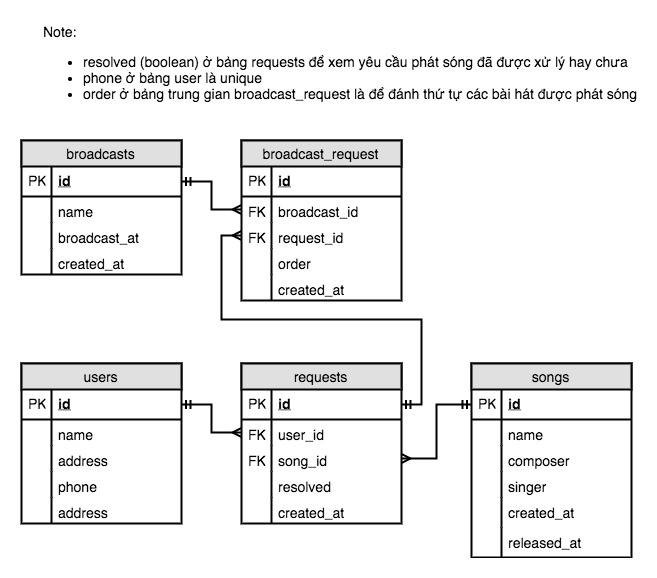 Note:
• resolved (boolean) ở bảng requests để xem yêu cầu phát sóng đã được xử lý hay chưa
• phone ở bảng user là unique
• order ở bảng trung gian broadcast_request là để đánh thứ tự các bài hát được phát sóng
broadcasts
PK id
name
broadcast_at
created_at
broadcast_request
PK id
FK broadcast_id
FK request_id
order
created_at
users
PK id
name
address
phone
address
requests
PK id
FK user_id
FK song_id
resolved
created_at
songs
PK id
name
composer
singer
created_at
released_at